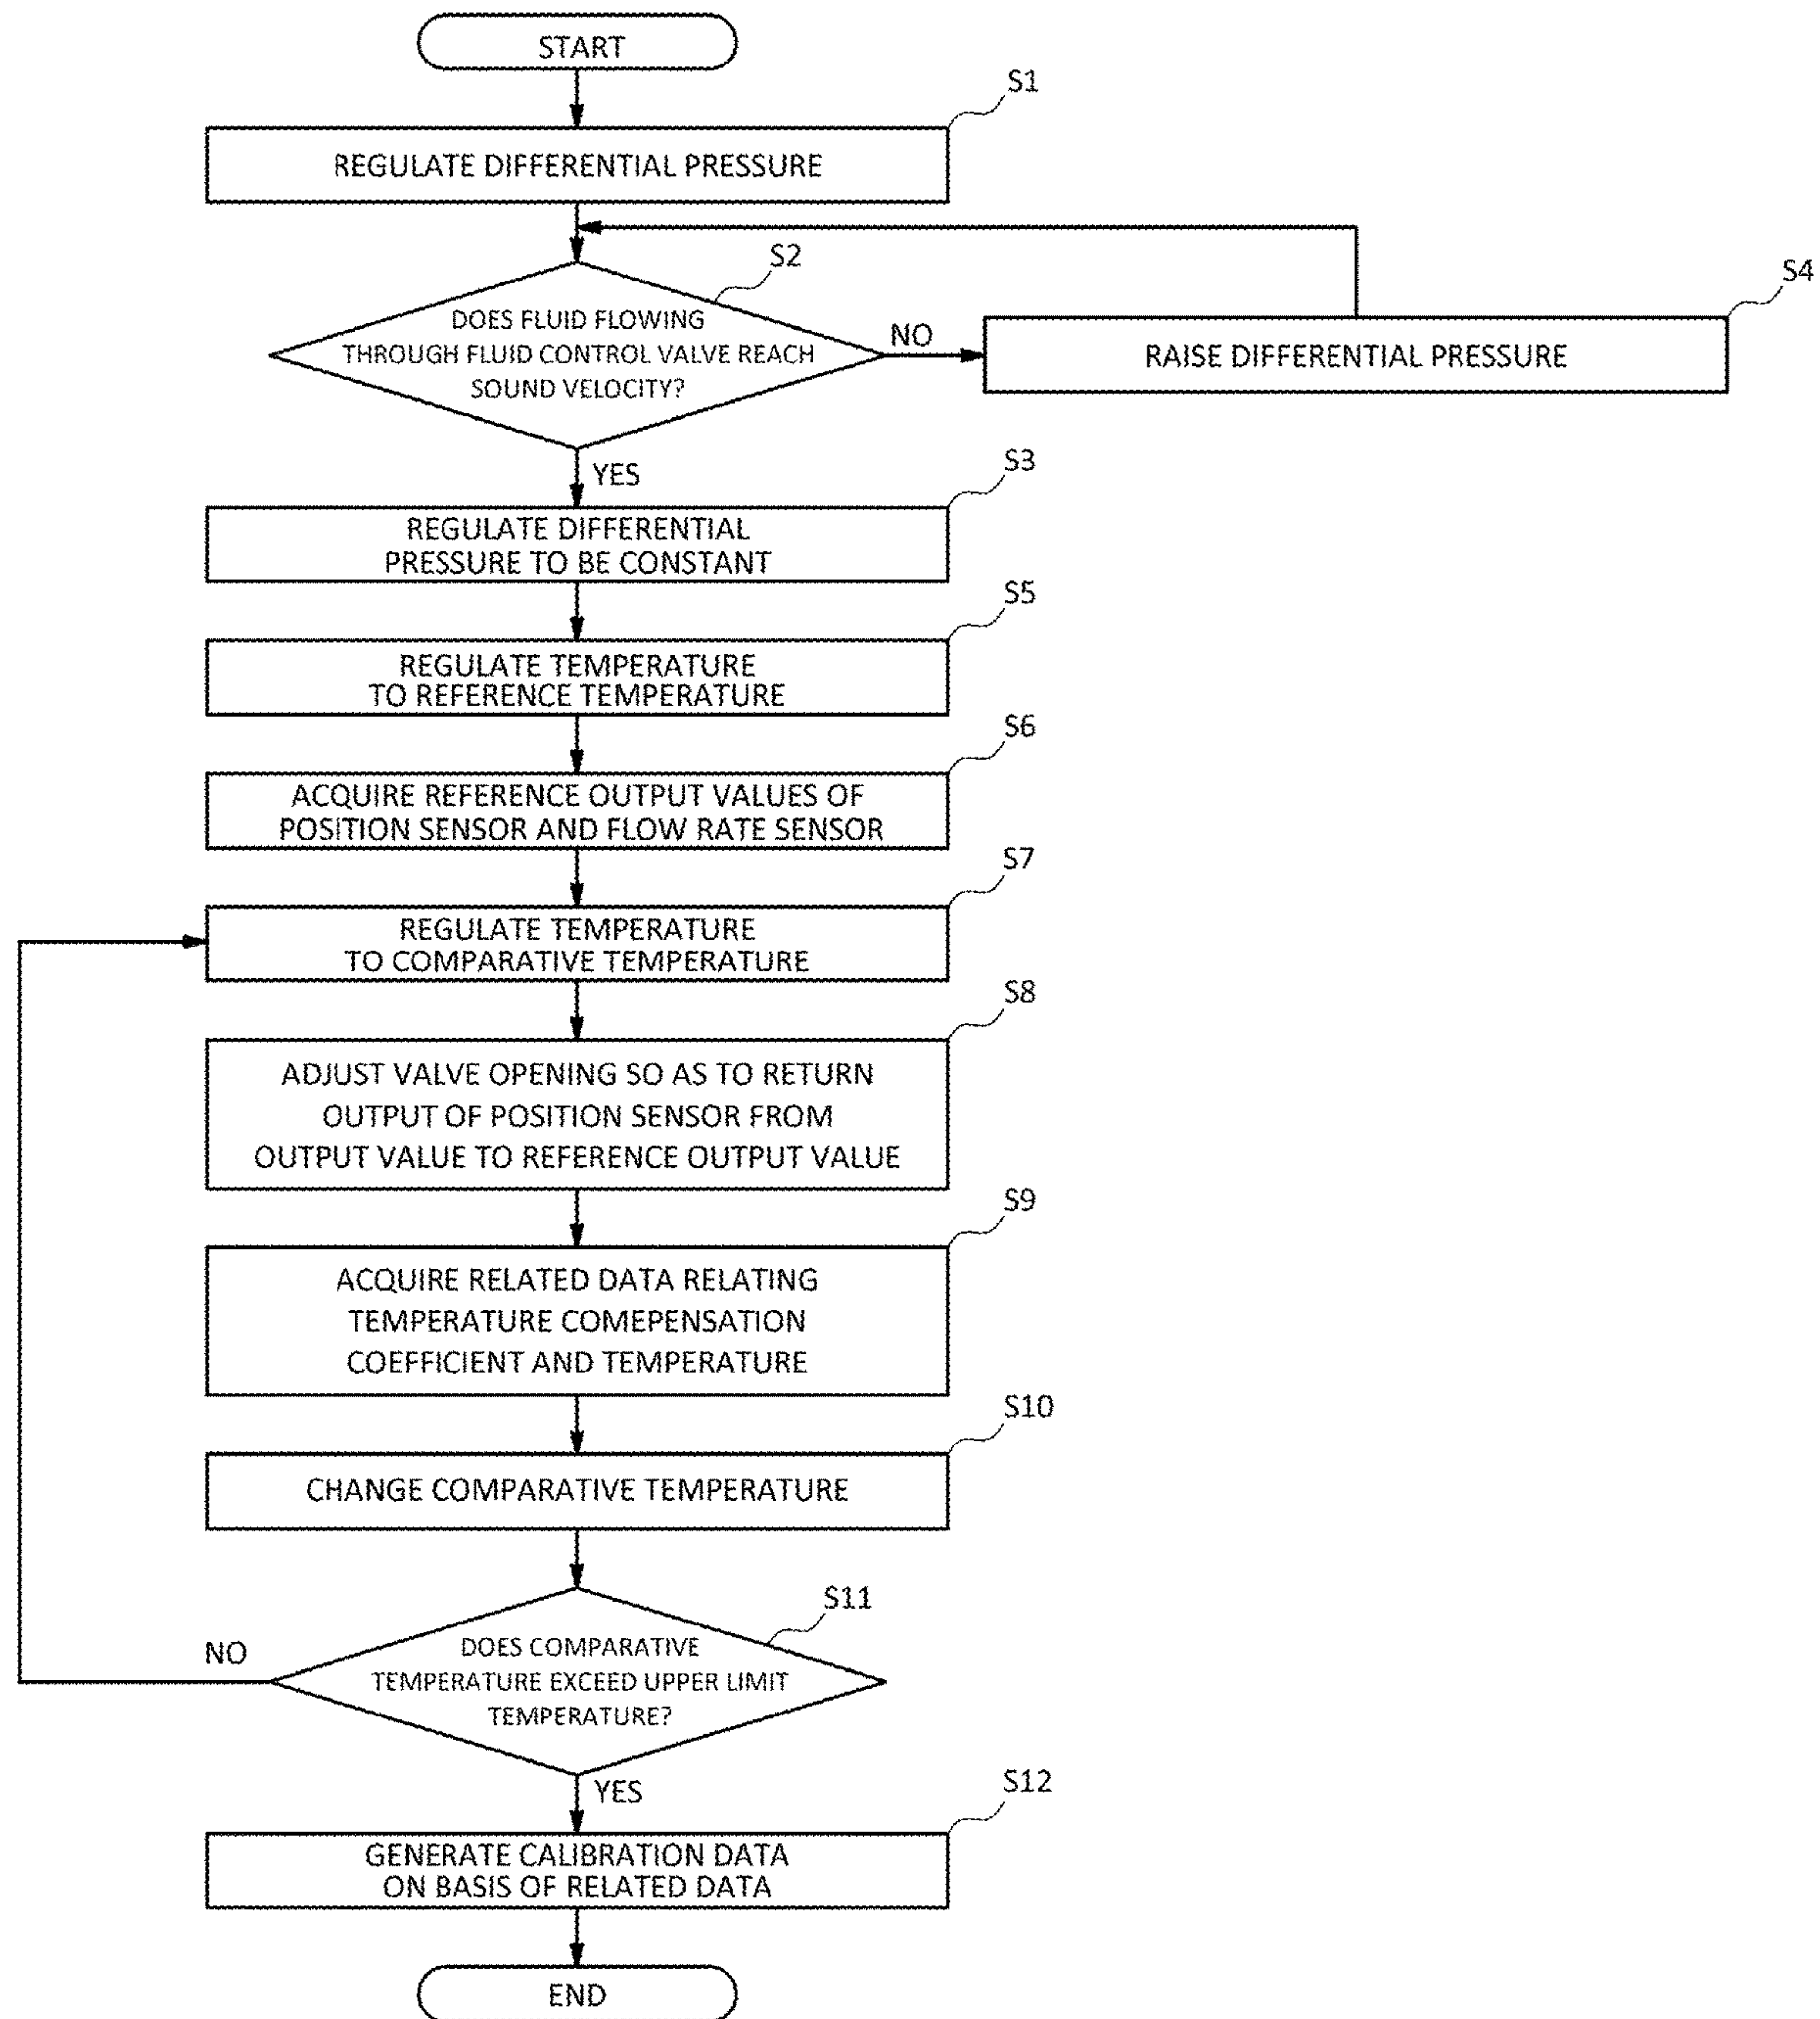 START
S1
REGULATE DIFFERENTIAL PRESSURE
S2
DOES FLUID FLOWING
THROUGH FLUID CONTROL VALVE REACH
SOUND VELOCITY?
NO
S4
RAISE DIFFERENTIAL PRESSURE
YES
S3
REGULATE DIFFERENTIAL
PRESSURE TO BE CONSTANT
S5
REGULATE TEMPERATURE
TO REFERENCE TEMPERATURE
S6
ACQUIRE REFERENCE OUTPUT VALUES OF
POSITION SENSOR AND FLOW RATE SENSOR
S7
REGULATE TEMPERATURE
TO COMPARATIVE TEMPERATURE
S8
ADJUST VALVE OPENING SO AS TO RETURN
OUTPUT OF POSITION SENSOR FROM
OUTPUT VALUE TO REFERENCE OUTPUT VALUE
S9
ACQUIRE RELATED DATA RELATING
TEMPERATURE COMEPENSATION
COEFFICIENT AND TEMPERATURE
S10
CHANGE COMPARATIVE TEMPERATURE
S11
DOES COMPARATIVE
TEMPERATURE EXCEED UPPER LIMIT
TEMPERATURE?
NO
YES
S12
GENERATE CALIBRATION DATA
ON BASIS OF RELATED DATA
END